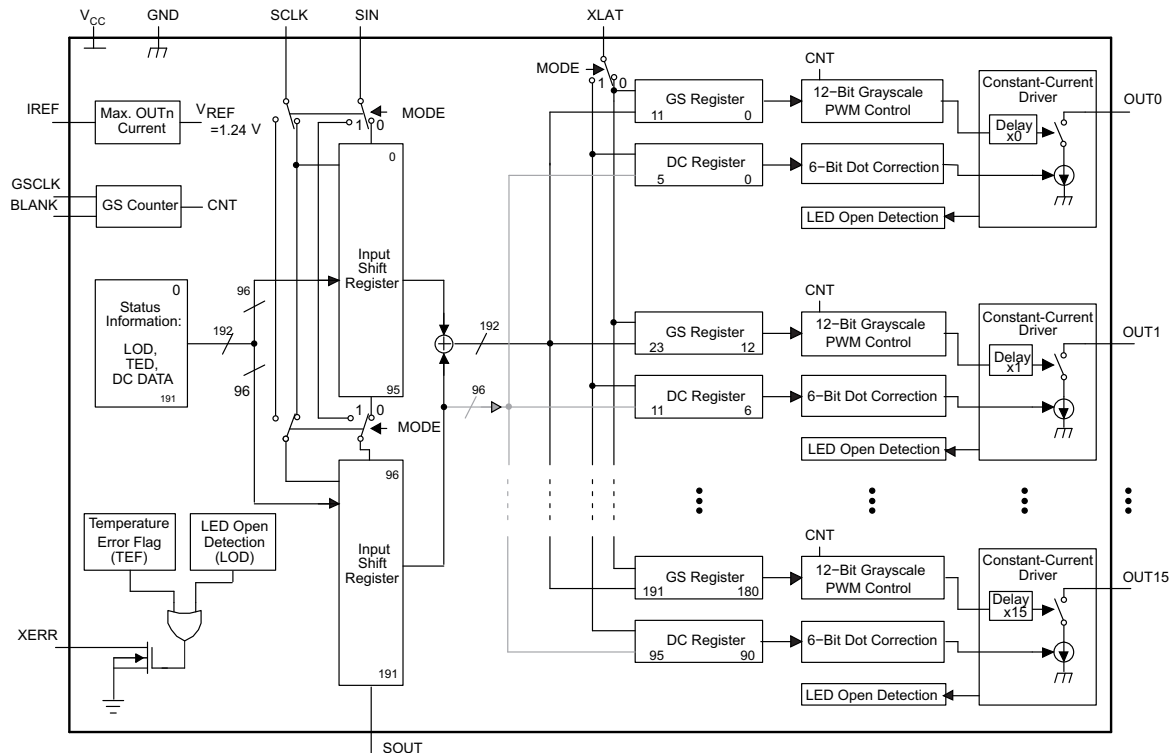 VCC
GND
SCLK
SIN
XLAT
MODE
1 0
CNT
GS Register
11 0
12−Bit Grayscale
PWM Control
Constant-Current
Driver
Delay
x0
OUT0
IREF
Max. OUTn
Current
VREF
=1.24 V
MODE
1 0
0
DC Register
5 0
6−Bit Dot Correction
LED Open Detection
GSCLK
BLANK
GS Counter
CNT
Input
Shift
Register
95
0
Status
Information:
LOD,
TED,
DC DATA
191
192
96
96
192
96
CNT
GS Register
23 12
12−Bit Grayscale
PWM Control
Constant-Current
Driver
Delay
x1
OUT1
DC Register
11 6
6−Bit Dot Correction
LED Open Detection
1 0
MODE
96
Input
Shift
Register
191
Temperature
Error Flag
(TEF)
LED Open
Detection
(LOD)
XERR
CNT
GS Register
191 180
12−Bit Grayscale
PWM Control
Constant-Current
Driver
Delay
x15
OUT15
DC Register
95 90
6−Bit Dot Correction
LED Open Detection
SOUT